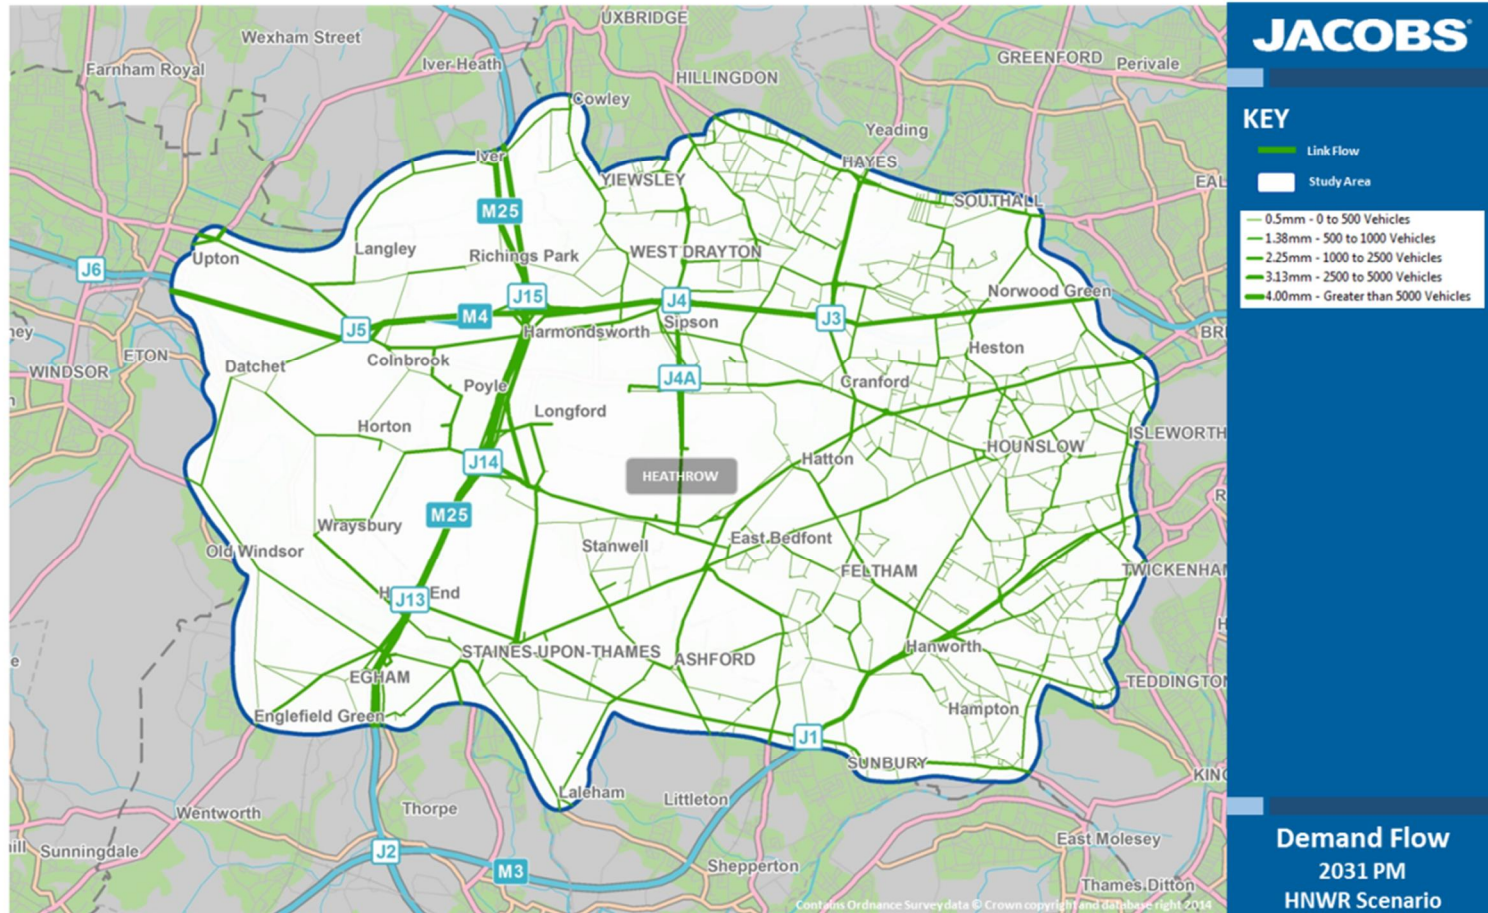 UXBRIDGE
Wexham Street
Farnham Royal
Iver Heath
HILLINGDON
GREENFORD
Perivale
Cowley
Yeading
Iver
HAYES
YIEWSLEY
EAL
M25
SOUTHALL
Langley
Richings Park
WEST DRAYTON
Upton
J6
J15
J4
Norwood Green
J5
M4
J3
Harmondsworth
Sipson
ETON
Colnbrook
Heston
Datchet
WINDSOR
Poyle
J4A
Cranford
Longford
Horton
HOUNSLOW
ISLEWORTH
J14
Hatton
HEATHROW
M25
Wraysbury
Old Windsor
Stanwell
East Bedfont
FELTHAM
TWICKENHAM
J13
End
STAINES-UPON-THAMES
ASHFORD
Hanworth
EGHAM
TEDDINGTON
Englefield Green
Hampton
J1
SUNBURY
Laleham
Littleton
KING
Wentworth
Thorpe
J2
East Molesey
Sunningdale
M3
Shepperton
Thames Ditton
Contains Ordnance Survey data © Crown copyright and database right 2014
JACOBS
KEY
Link Flow
Study Area
0.5mm - 0 to 500 Vehicles
1.38mm - 500 to 1000 Vehicles
2.25mm - 1000 to 2500 Vehicles
3.13mm - 2500 to 5000 Vehicles
4.00mm - Greater than 5000 Vehicles
Demand Flow
2031 PM
HNWR Scenario